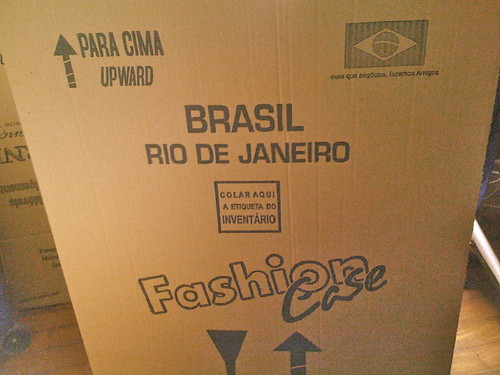 PARA CIMA
UPWARD
mais que negócios, fazemos Amigos
BRASIL
RIO DE JANEIRO
COLAR AQUI
A ETIQUETA DO
INVENTÁRIO
Fashion
Case